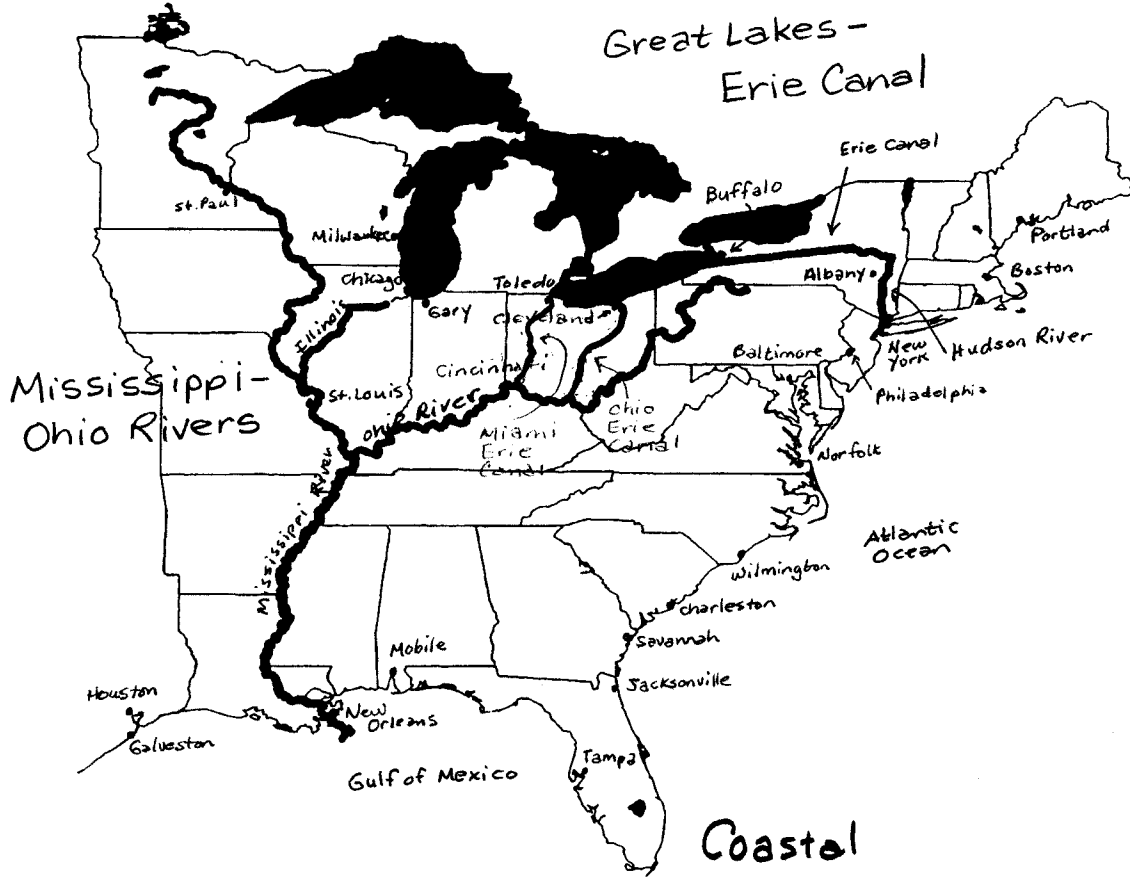 Great Lakes -
Erie Canal
Erie Canal
Buffalo
St. Paul
Portland
Milwaukee
Boston
Chicago
Toledo
Albany
Gary
Cleveland
Illinois
New
York
Hudson River
Baltimore
Cincinnati
Mississippi-
Ohio Rivers
St. Louis
Philadelphia
Ohio River
Ohio
Erie
Canal
Miami
Erie
Canal
Norfolk
Mississippi River
Atlantic
Ocean
Wilmington
Charleston
Savannah
Mobile
Jacksonville
Houston
New
Orleans
Galveston
Tampa
Gulf of Mexico
Coastal